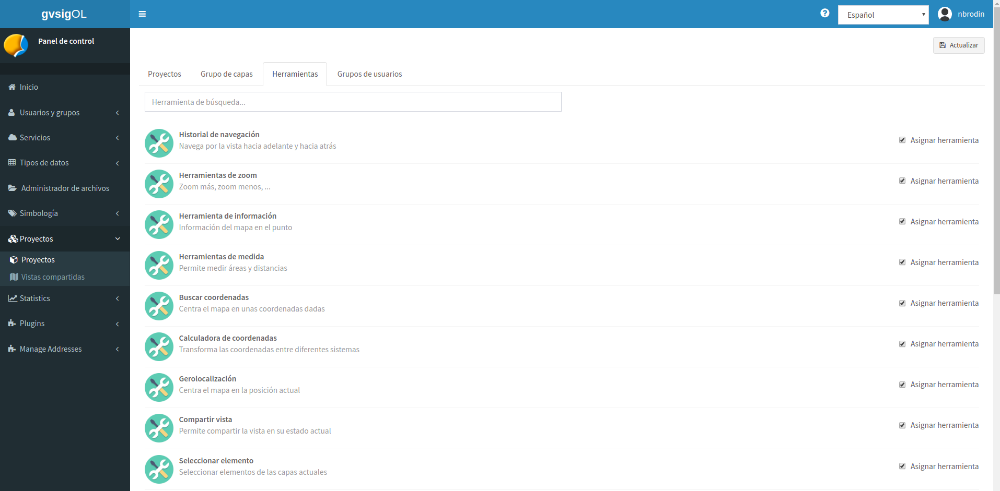 gvsigOL
Español
nbrodin
Panel de control
Actualizar
Inicio
Usuarios y grupos
Servicios
Tipos de datos
Administrador de archivos
Simbología
Proyectos
Proyectos
Vistas compartidas
Statistics
Plugins
Manage Addresses
Proyectos
Grupo de capas
Herramientas
Grupos de usuarios
Herramienta de búsqueda...
Historial de navegación
Navega por la vista hacia adelante y hacia atrás
Asignar herramienta
Herramientas de zoom
Zoom más, zoom menos, ...
Asignar herramienta
Herramienta de información
Información del mapa en el punto
Asignar herramienta
Herramientas de medida
Permite medir áreas y distancias
Asignar herramienta
Buscar coordenadas
Centra el mapa en unas coordenadas dadas
Asignar herramienta
Calculadora de coordenadas
Transforma las coordenadas entre diferentes sistemas
Asignar herramienta
Gerolocalización
Centra el mapa en la posición actual
Asignar herramienta
Compartir vista
Permite compartir la vista en su estado actual
Asignar herramienta
Seleccionar elemento
Seleccionar elementos de las capas actuales
Asignar herramienta